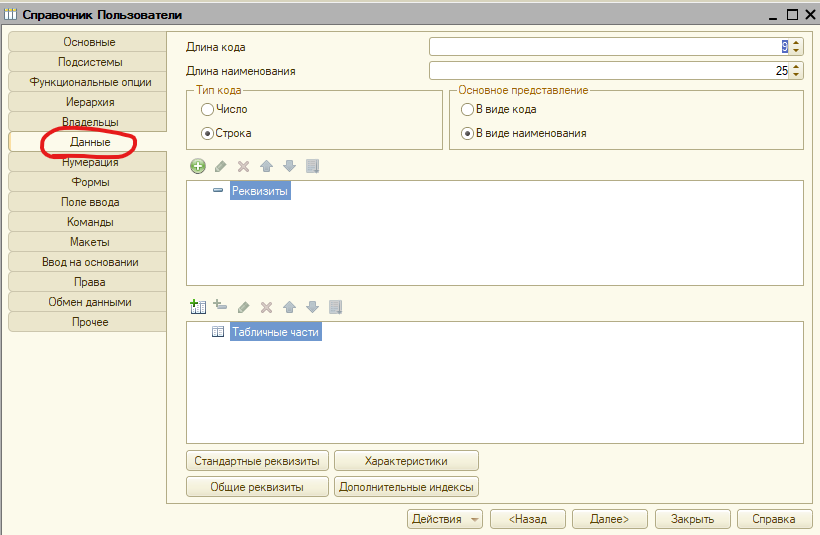 Справочник Пользователи
Основные
Подсистемы
Функциональные опции
Иерархия
Владельцы
Данные
Нумерация
Формы
Поле ввода
Команды
Макеты
Ввод на основании
Права
Обмен данными
Прочее
Длина кода 9
Длина наименования 25
Тип кода
Число
Строка
Основное представление
В виде кода
В виде наименования
Реквизиты
Табличные части
Стандартные реквизиты Характеристики
Общие реквизиты Дополнительные индексы
Действия <Назад Далее> Закрыть Справка